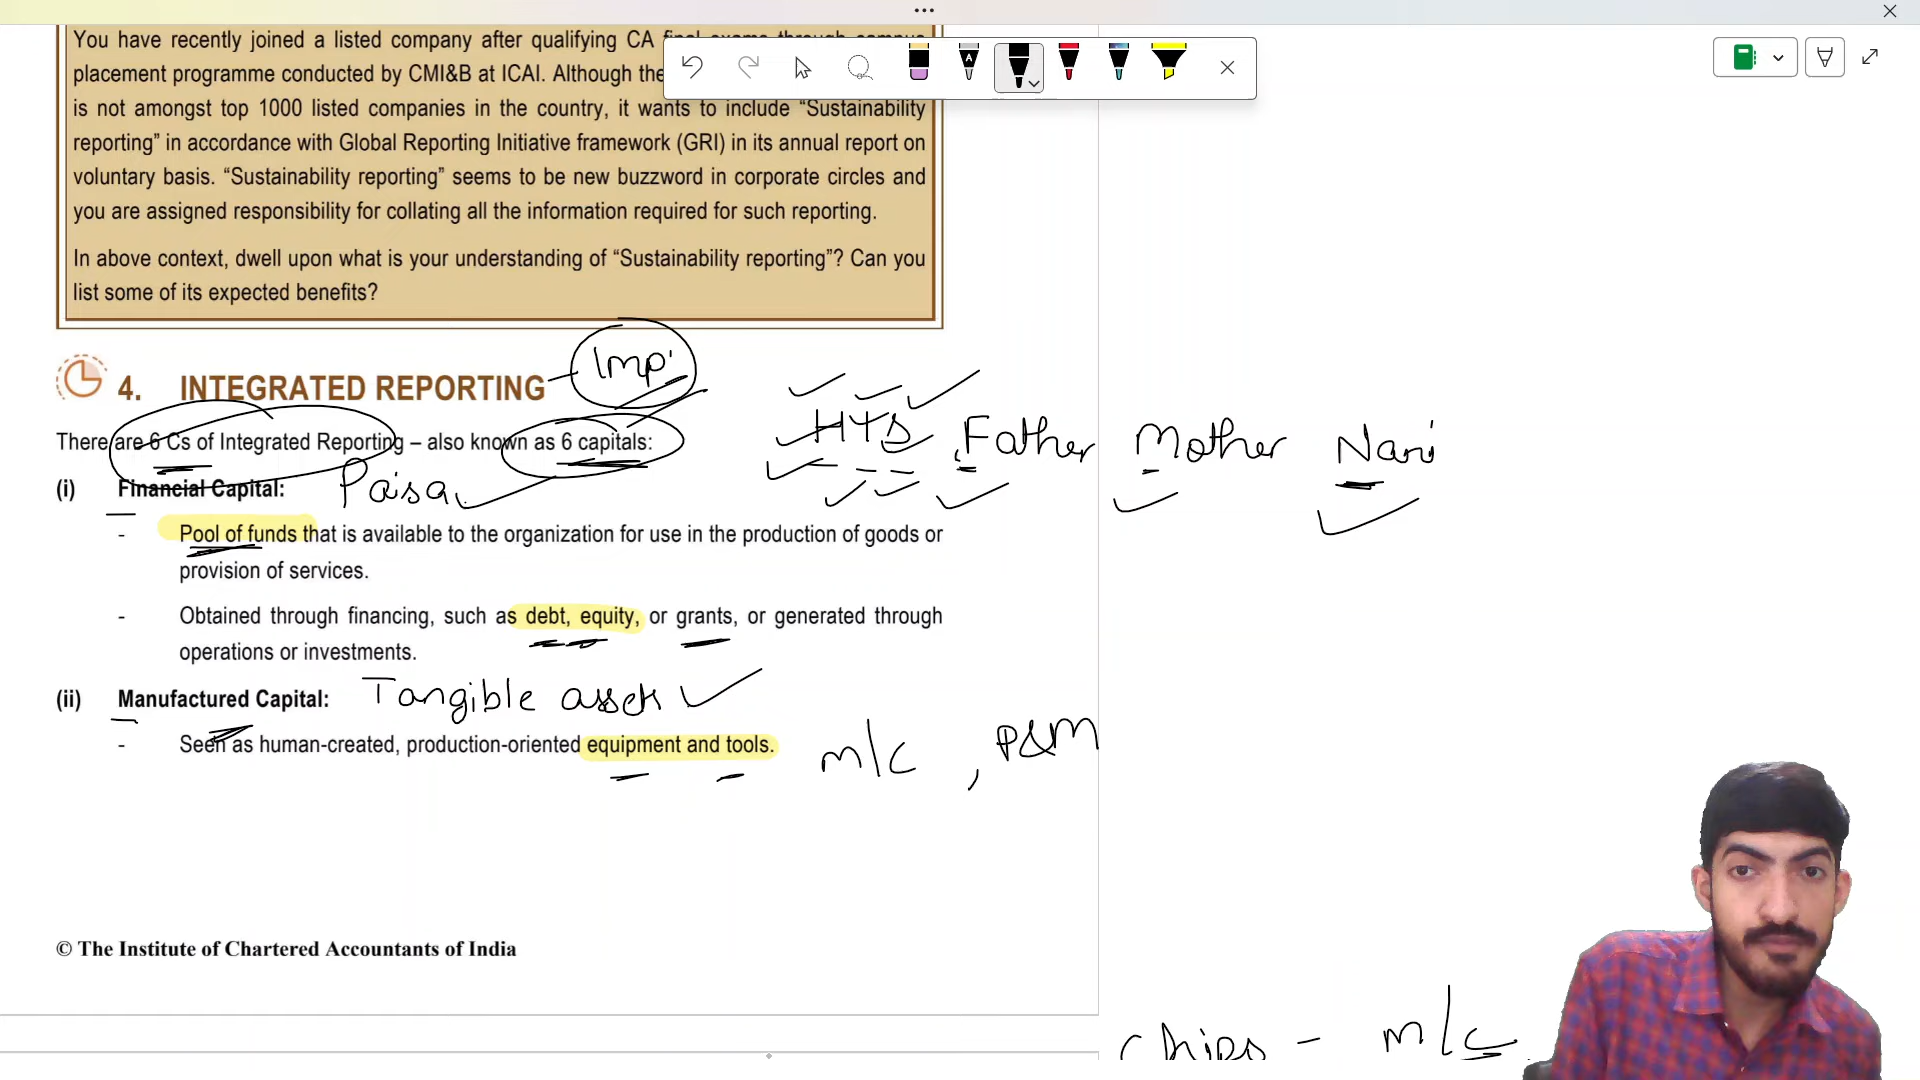 You have recently joined a listed company after qualifying CA final exams through campus
placement programme conducted by CMI&B at ICAI. Although the
is not amongst top 1000 listed companies in the country, it wants to include “Sustainability
reporting” in accordance with Global Reporting Initiative framework (GRI) in its annual report on
voluntary basis. “Sustainability reporting” seems to be new buzzword in corporate circles and
you are assigned responsibility for collating all the information required for such reporting.
In above context, dwell upon what is your understanding of “Sustainability reporting”? Can you
list some of its expected benefits?
4. INTEGRATED REPORTING - Imp.
There are 6 Cs of Integrated Reporting – also known as 6 capitals:
Father Mother
(i) Financial Capital: Paisa
- Pool of funds that is available to the organization for use in the production of goods or
provision of services.
- Obtained through financing, such as debt, equity, or grants, or generated through
operations or investments.
(ii) Manufactured Capital: Tangible assets
- Seen as human-created, production-oriented equipment and tools. m/c , P&M
© The Institute of Chartered Accountants of India
chips - m/c